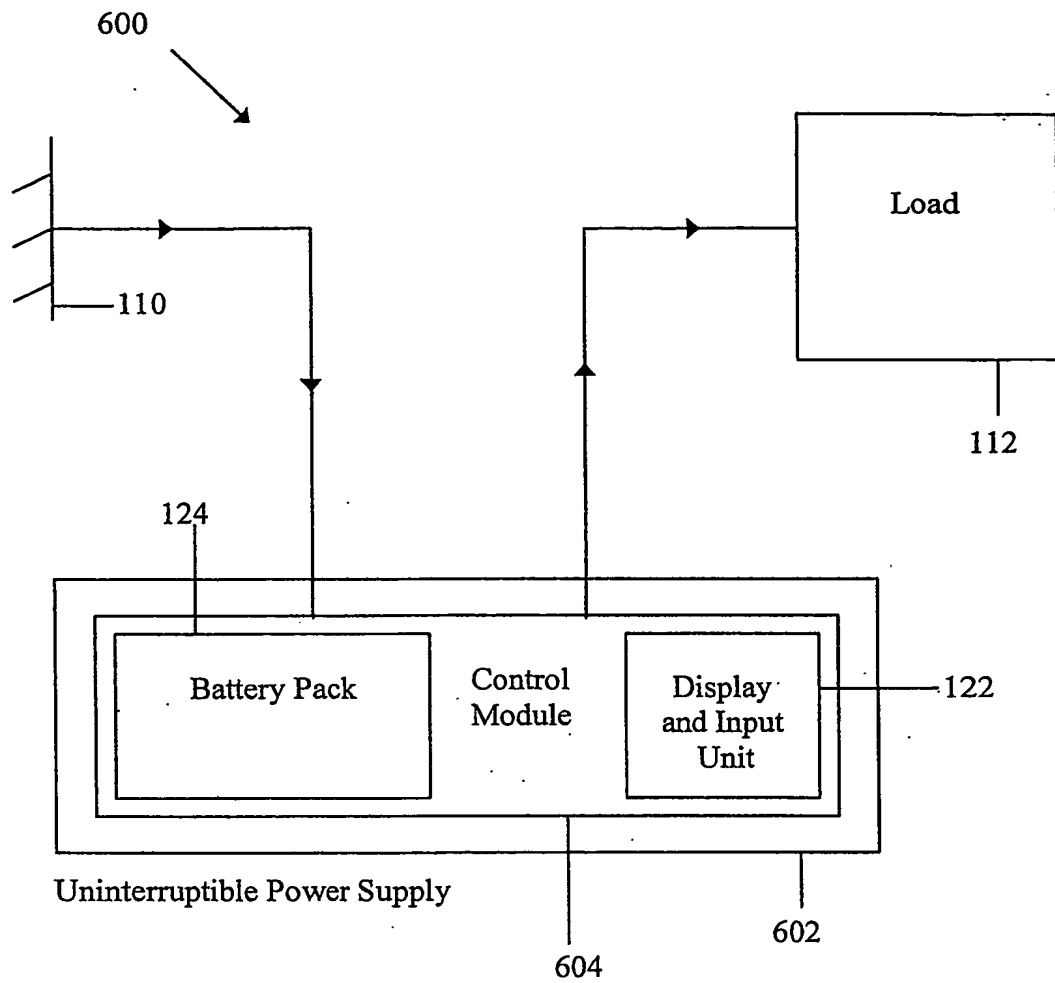 600
Load
110
112
124
Battery Pack
Control
Module
Display
and Input
Unit
122
Uninterruptible Power Supply
602
604